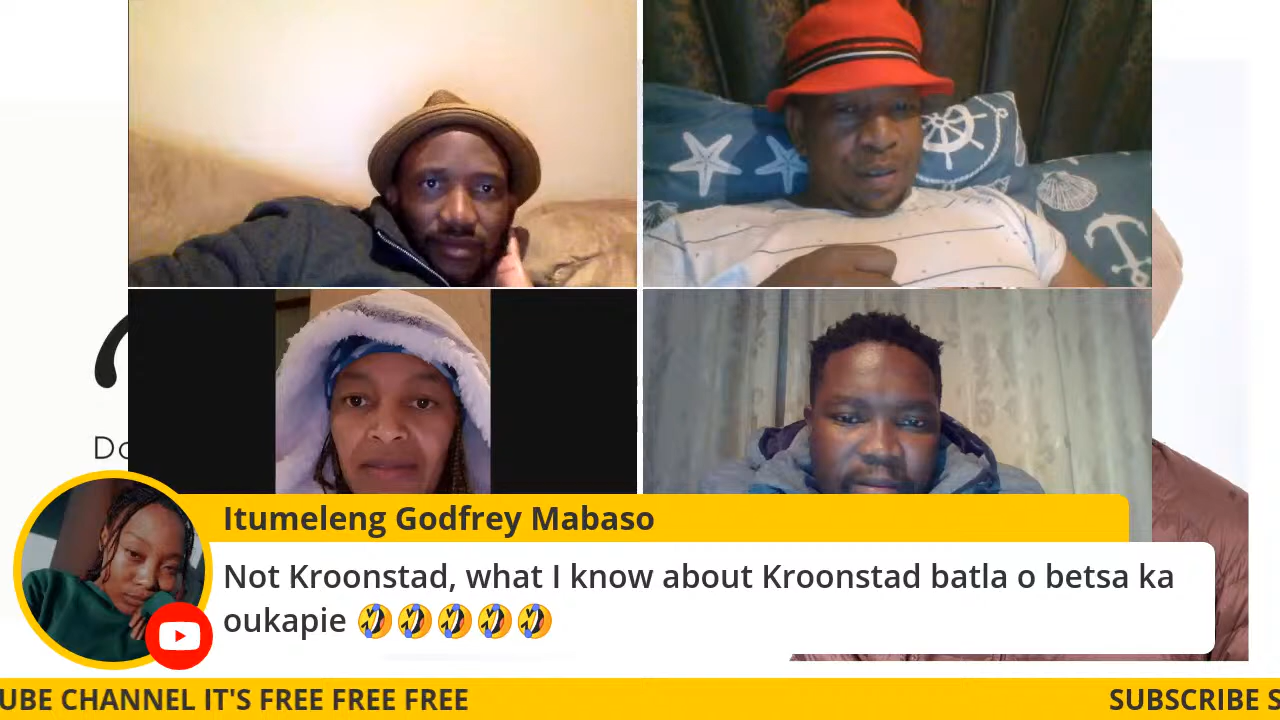 Do
Itumeleng Godfrey Mabaso
Not Kroonstad, what I know about Kroonstad batla o betsa ka
oukapie 🤣🤣🤣🤣🤣
UBE CHANNEL IT'S FREE FREE FREE SUBSCRIBE S